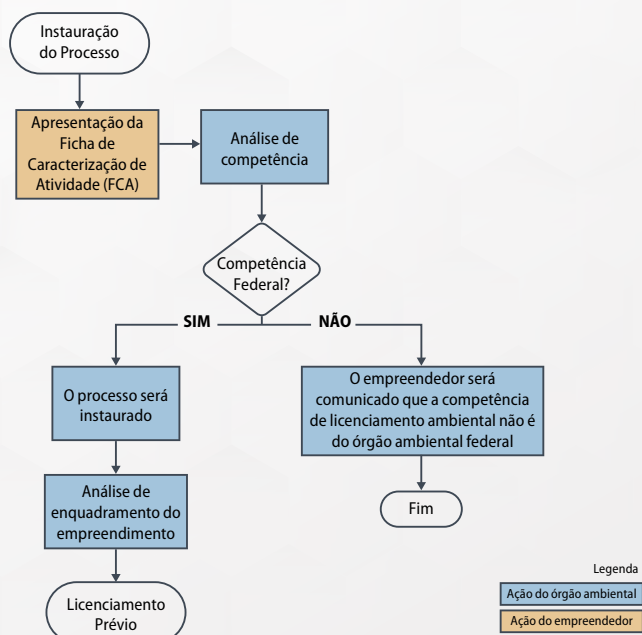 Instauração
do Processo
Apresentação da
Ficha de
Caracterização de
Atividade (FCA)
Análise de
competência
Competência
Federal?
SIM
NÃO
O processo será
instaurado
O empreendedor será
comunicado que a competência
de licenciamento ambiental não é
do órgão ambiental federal
Análise de
enquadramento do
empreendimento
Fim
Licenciamento
Prévio
Legenda
Ação do órgão ambiental
Ação do empreendedor